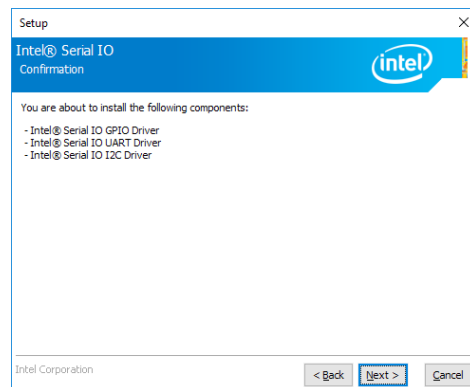 Setup
Intel® Serial IO
Confirmation
intel
You are about to install the following components:
- Intel® Serial IO GPIO Driver
- Intel® Serial IO UART Driver
- Intel® Serial IO I2C Driver
Intel Corporation
< Back Next > Cancel